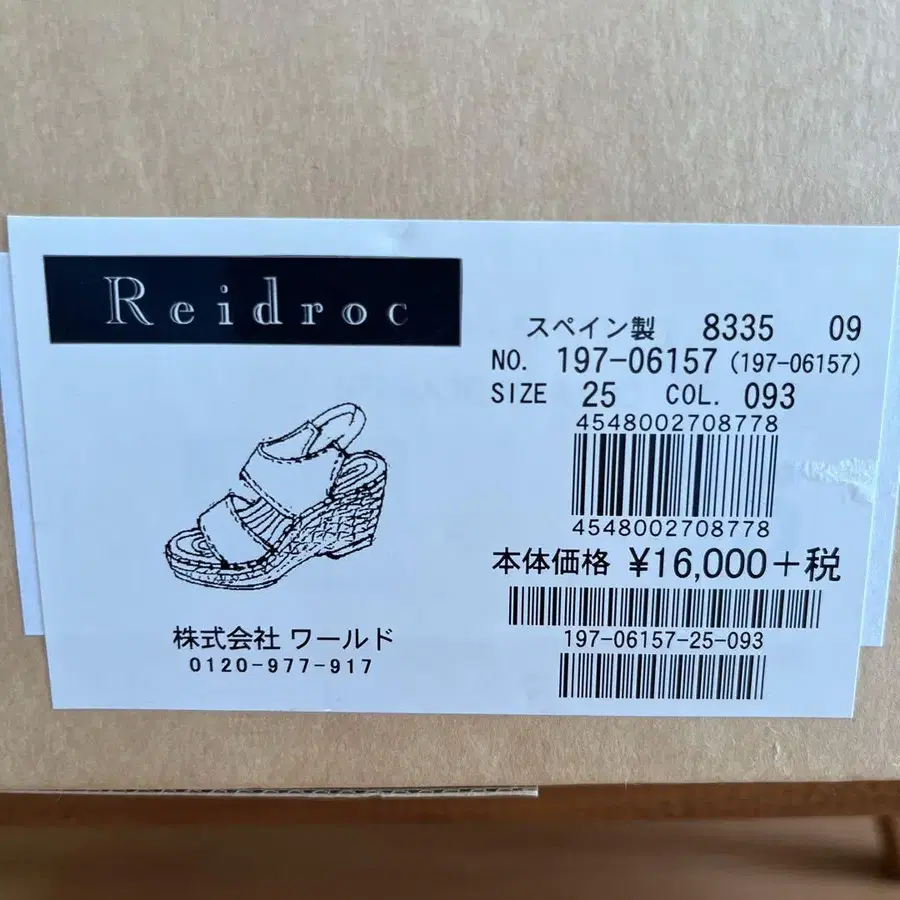 Reidroc
スペイン製 8335 09
NO. 197-06157 (197-06157)
SIZE 25 COL. 093
4548002708778
4548002708778
本体価格 ¥16,000+税
197-06157-25-093
株式会社 ワールド
0120-977-917